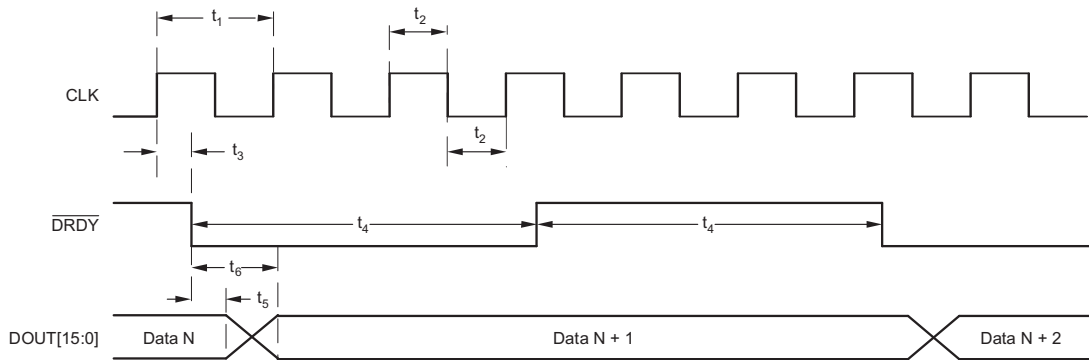 t1
t2
CLK
t2
t3
DRDY
t4
t4
t6
t5
DOUT[15:0]
Data N
Data N + 1
Data N + 2